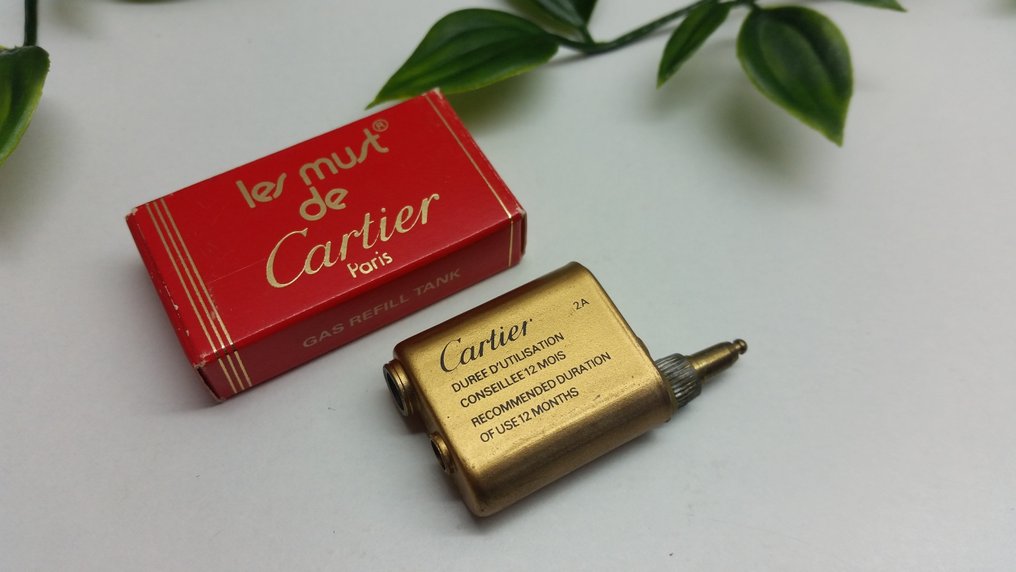 les must®
de
Cartier
Paris
GAS REFILL TANK
Cartier
2A
DUREE D'UTILISATION
CONSEILLEE 12 MOIS
RECOMMENDED DURATION
OF USE 12 MONTHS